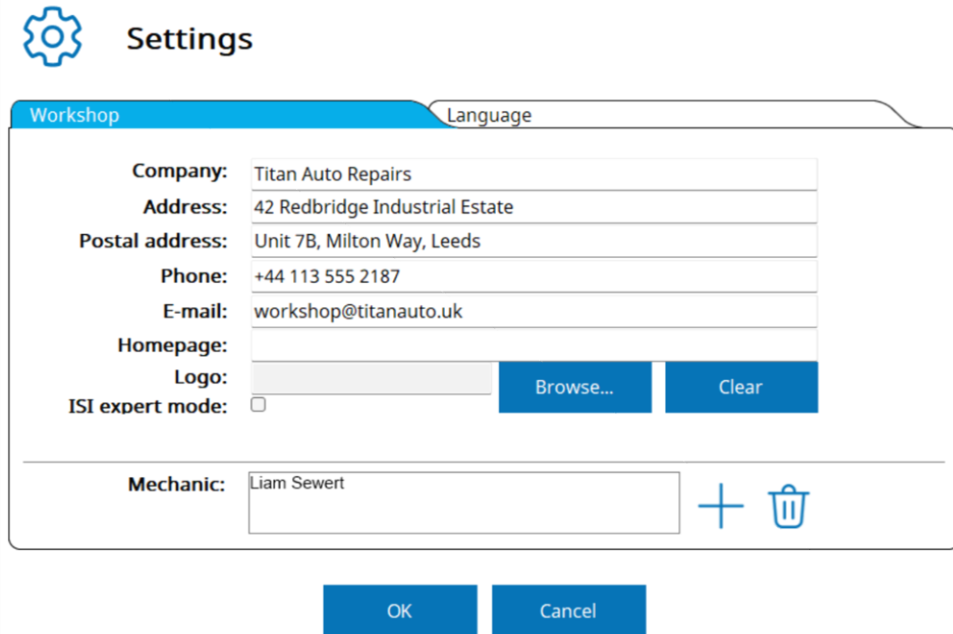 Settings
Workshop
Language
Company: Titan Auto Repairs
Address: 42 Redbridge Industrial Estate
Postal address: Unit 7B, Milton Way, Leeds
Phone: +44 113 555 2187
E-mail: workshop@titanauto.uk
Homepage:
Logo: Browse... Clear
ISI expert mode:
Mechanic: Liam Sewert
OK Cancel